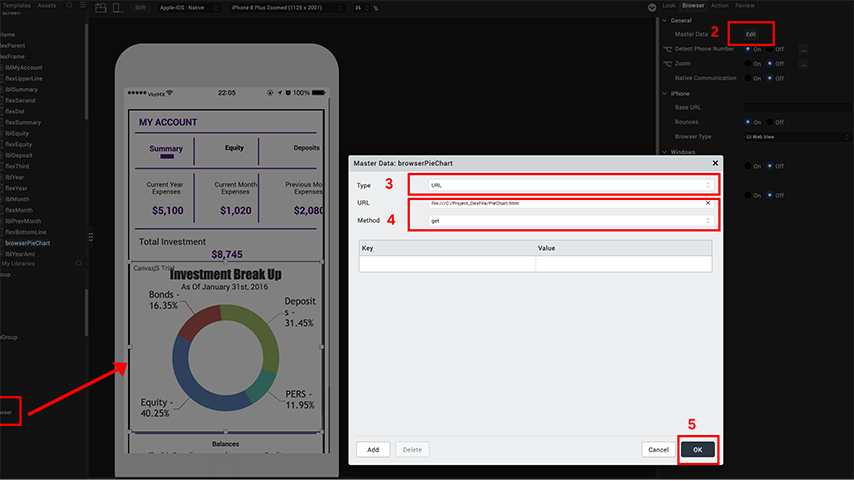 Templates Assets
Screen
Home
flexParent
flexFrame
lblMyAccount
flexUpperLine
lblSummary
flexSecond
flexDot
flexSummary
lblEquity
flexEquity
lblDeposit
flexThird
lblYear
flexYear
lblMonth
flexMonth
lblPrevMonth
flexBottomLine
browserPieChart
lblYearAmt
My Libraries
Group
Group
wser
BVR Apple-iOS : Native iPhone 8 Plus Zoomed (1125 x 2001) 35 %
VizHMX 22:05 100%
MY ACCOUNT
Summary Equity Deposits
Current Year Expenses
Current Month Expenses
Previous Mo Expenses
$5,100 $1,020 $2,080
Total Investment
$8,745
CanvasJS Trial
Investment Break Up
As Of January 31st, 2016
Bonds - 16.35%
Deposit s - 31.45%
Equity - 40.25%
PERS - 11.95%
Balances
Look Browser Action Review
General
Master Data 2 Edit
Detect Phone Number On Off ...
Zoom On Off ...
Native Communication On Off
iPhone
Base URL
Bounces On Off
Browser Type UI Web View
Windows
On Off
On Off
Master Data: browserPieChart
Type 3 URL
URL file:///C:/Project_DevFile/PieChart.html
Method 4 get
Key Value
Add Delete Cancel OK
5